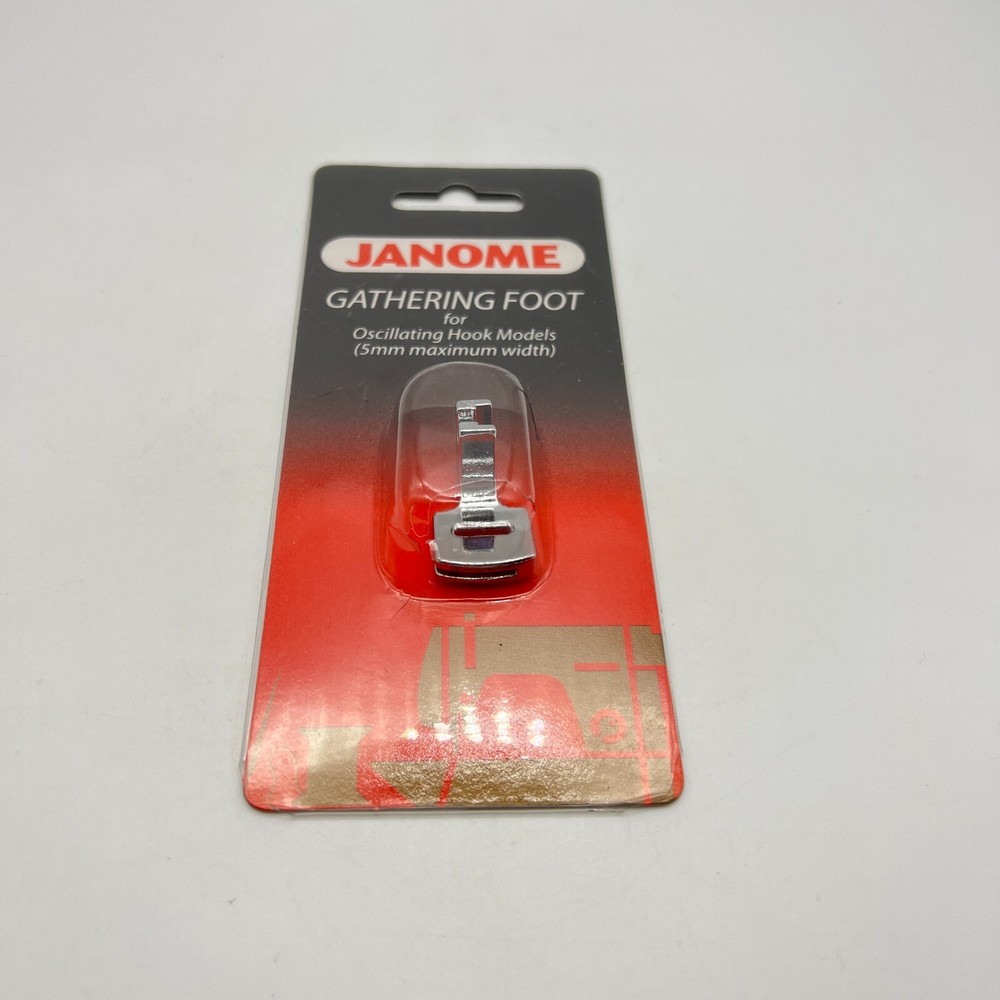 JANOME
GATHERING FOOT
for
Oscillating Hook Models
(5mm maximum width)